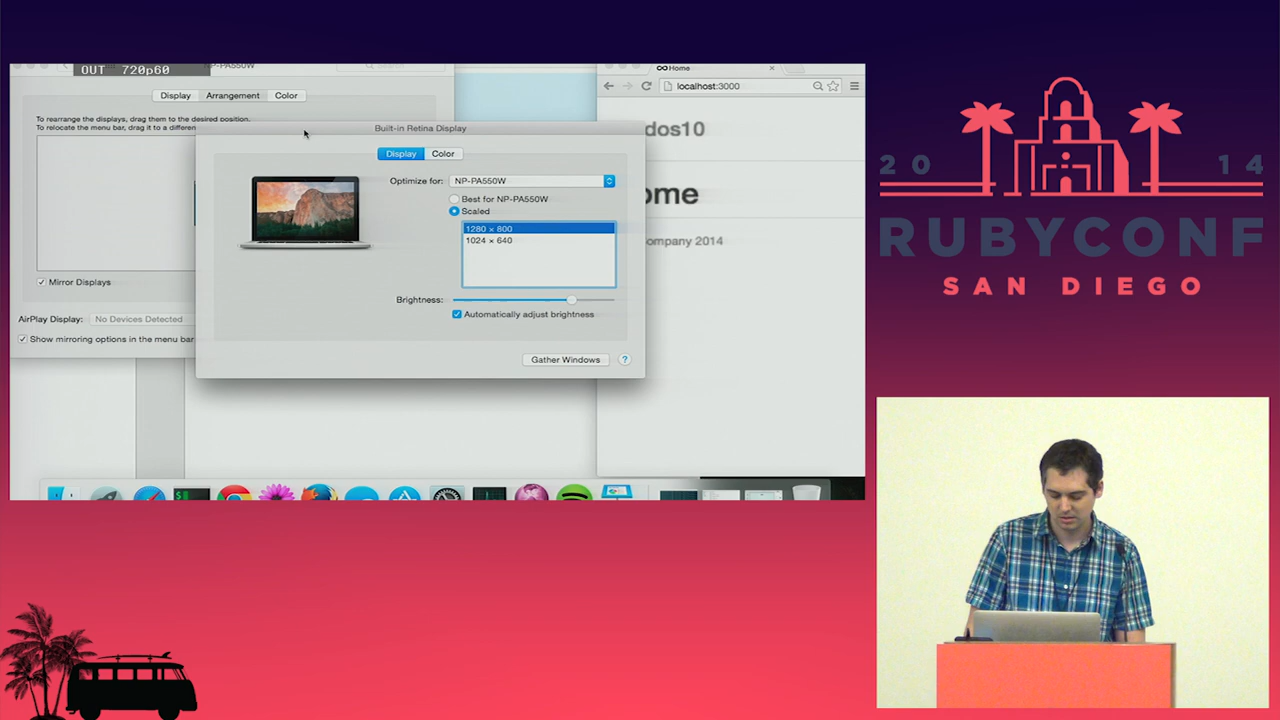 OUT 720p60
NP-PA550W
Display Arrangement Color
To rearrange the displays, drag them to the desired position.
To relocate the menu bar, drag it to a differen
Mirror Displays
AirPlay Display: No Devices Detected
Show mirroring options in the menu bar
Built-in Retina Display
Display Color
Optimize for: NP-PA550W
Best for NP-PA550W
Scaled
1280 × 800
1024 × 640
Brightness:
Automatically adjust brightness
Gather Windows ?
Home ×
localhost:3000
dos10
ome
ompany 2014
20 14
RUBYCONF
SAN DIEGO